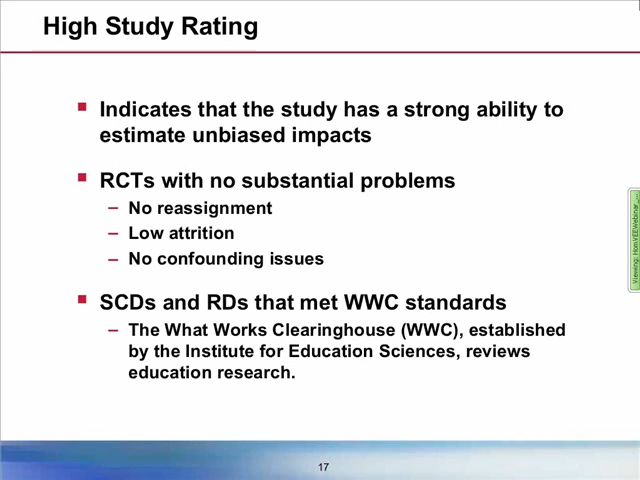 High Study Rating
Indicates that the study has a strong ability to
estimate unbiased impacts
RCTs with no substantial problems
– No reassignment
– Low attrition
– No confounding issues
SCDs and RDs that met WWC standards
– The What Works Clearinghouse (WWC), established
by the Institute for Education Sciences, reviews
education research.
17
Viewing: HomVEEWebinar_...